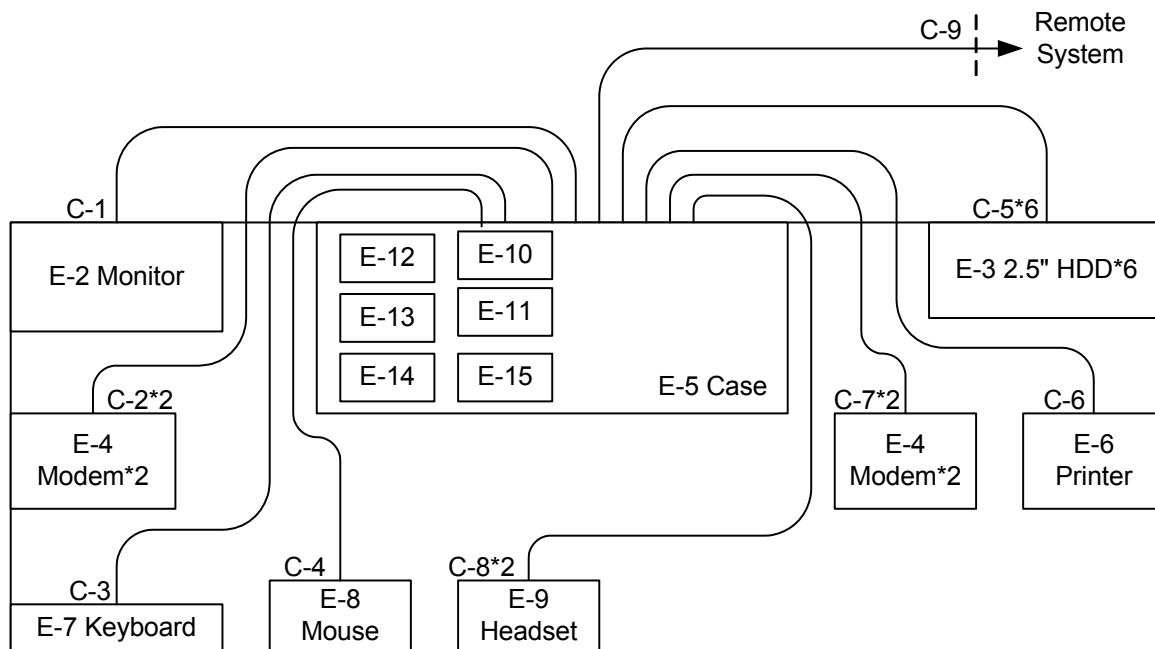 C-9
Remote
System
C-1
C-5*6
E-2 Monitor
E-12
E-10
E-3 2.5" HDD*6
E-13
E-11
E-14
E-15
E-5 Case
C-2*2
C-7*2
C-6
E-4
Modem*2
E-4
Modem*2
E-6
Printer
C-3
C-4
C-8*2
E-7 Keyboard
E-8
Mouse
E-9
Headset